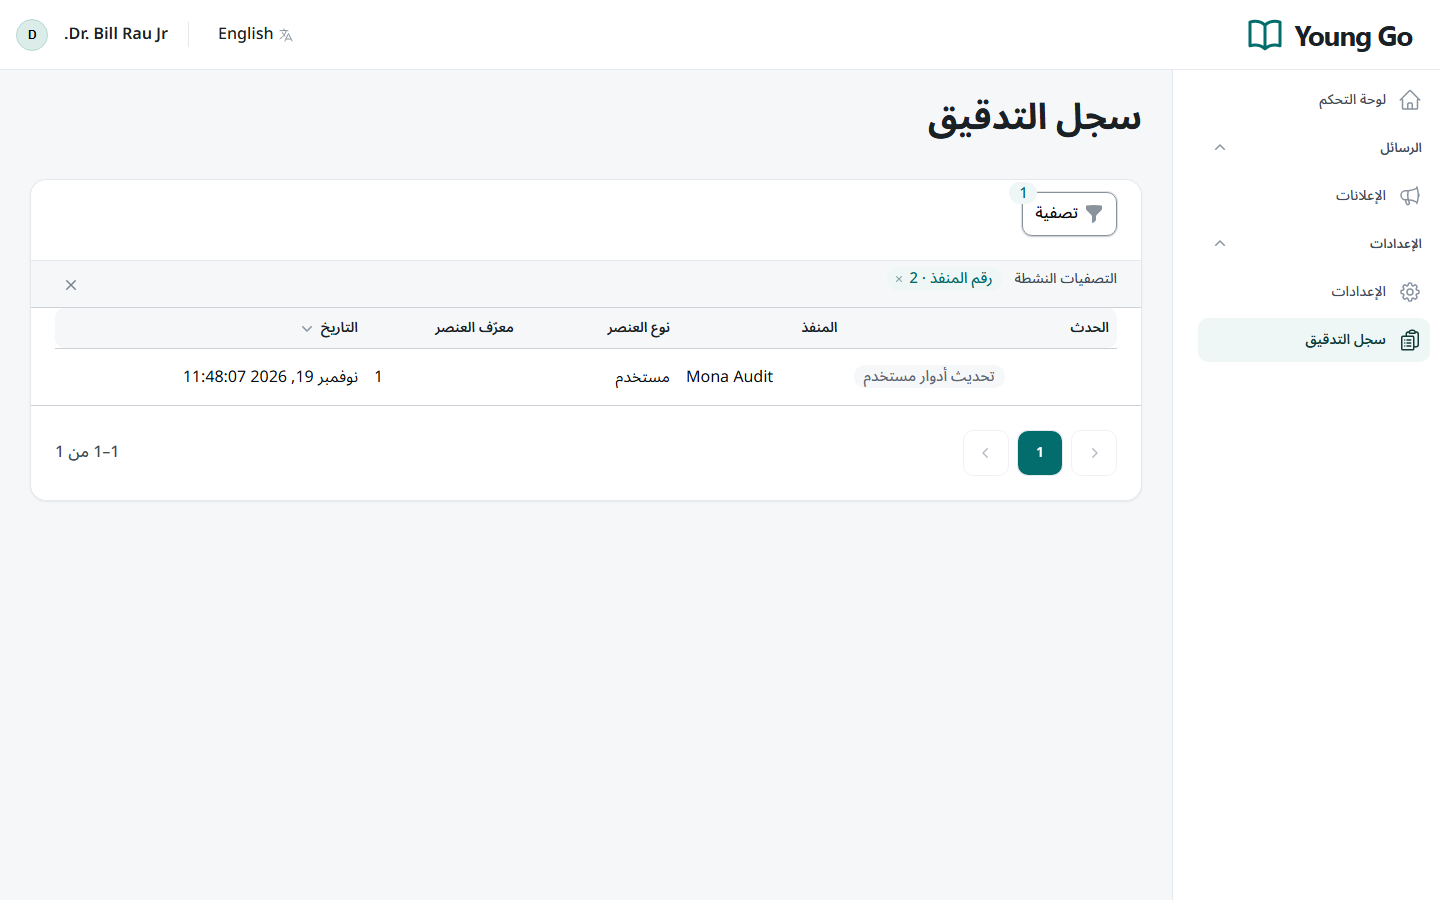 Young Go
English
Dr. Bill Rau Jr.
D
لوحة التحكم
الرسائل
الإعلانات
الإعدادات
الإعدادات
سجل التدقيق
سجل التدقيق
تصفية
1
التصفيات النشطة
رقم المنفذ · 2 ×
الحدث المنفذ نوع العنصر معرّف العنصر التاريخ
تحديث أدوار مستخدم Mona Audit مستخدم 1 نوفمبر 19, 2026 11:48:07
1
1–1 من 1